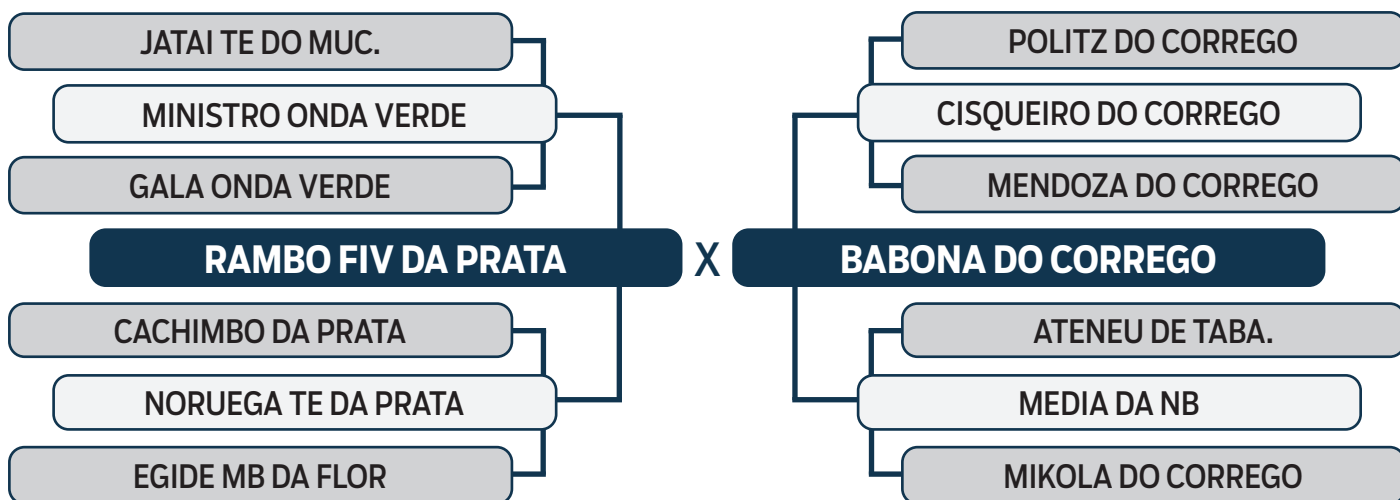 JATAI TE DO MUC.
MINISTRO ONDA VERDE
GALA ONDA VERDE
RAMBO FIV DA PRATA
CACHIMBO DA PRATA
NORUEGA TE DA PRATA
EGIDE MB DA FLOR
X
POLITZ DO CORREGO
CISQUEIRO DO CORREGO
MENDOZA DO CORREGO
BABONA DO CORREGO
ATENEU DE TABA.
MEDIA DA NB
MIKOLA DO CORREGO